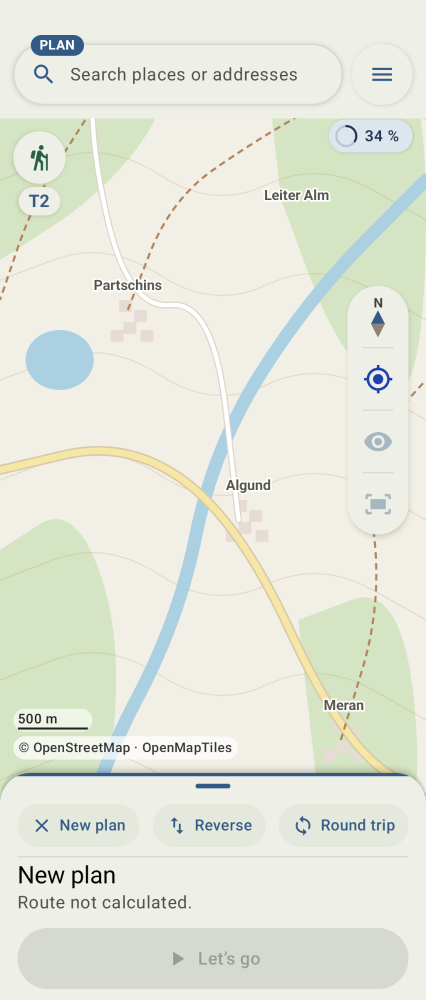 PLAN
Search places or addresses
34 %
T2
Leiter Alm
Partschins
N
Algund
Meran
500 m
© OpenStreetMap · OpenMapTiles
New plan
Reverse
Round trip
New plan
Route not calculated.
Let’s go